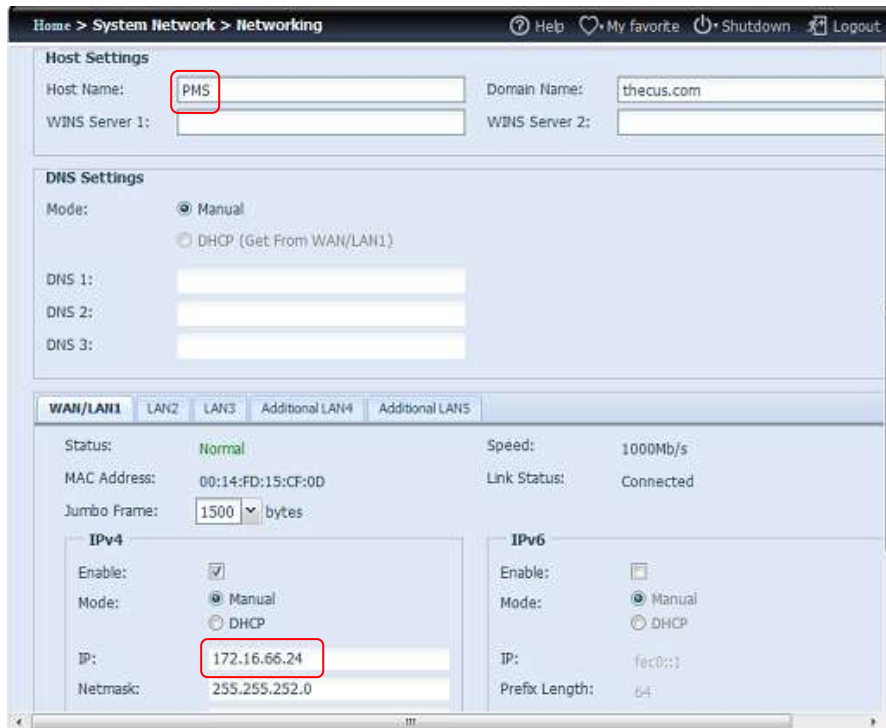 Home > System Network > Networking Help My favorite Shutdown Logout
Host Settings
Host Name: PMS Domain Name: thecus.com
WINS Server 1: WINS Server 2:
DNS Settings
Mode: Manual
DHCP (Get From WAN/LAN1)
DNS 1:
DNS 2:
DNS 3:
WAN/LAN1 LAN2 LAN3 Additional LAN4 Additional LAN5
Status: Normal Speed: 1000Mb/s
MAC Address: 00:14:FD:15:CF:0D Link Status: Connected
Jumbo Frame: 1500 bytes
IPv4 IPv6
Enable: Enable:
Mode: Manual Mode: Manual
DHCP DHCP
IP: 172.16.66.24 IP: fec0::1
Netmask: 255.255.252.0 Prefix Length: 64